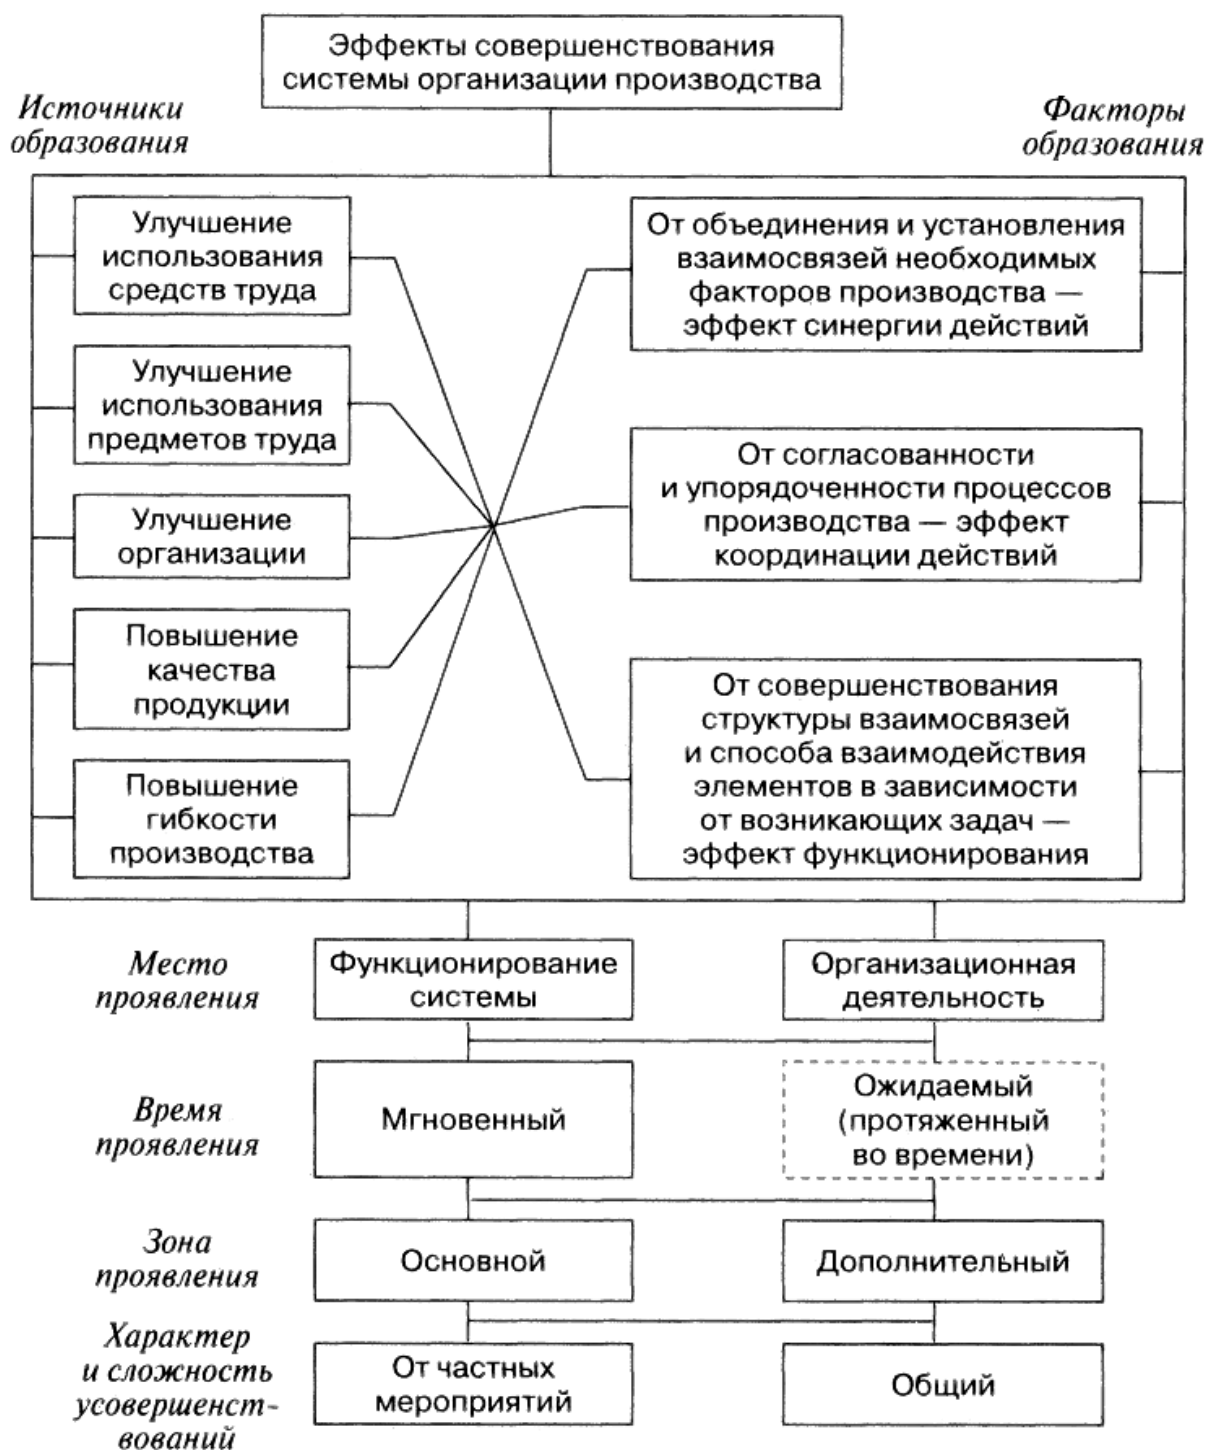 Эффекты совершенствования
системы организации производства
Источники
образования
Факторы
образования
Улучшение
использования
средств труда
Улучшение
использования
предметов труда
Улучшение
организации
Повышение
качества
продукции
Повышение
гибкости
производства
От объединения и установления
взаимосвязей необходимых
факторов производства —
эффект синергии действий
От согласованности
и упорядоченности процессов
производства — эффект
координации действий
От совершенствования
структуры взаимосвязей
и способа взаимодействия
элементов в зависимости
от возникающих задач —
эффект функционирования
Место
проявления
Функционирование
системы
Организационная
деятельность
Время
проявления
Мгновенный
Ожидаемый
(протяженный
во времени)
Зона
проявления
Основной
Дополнительный
Характер
и сложность
усовершенст-
вований
От частных
мероприятий
Общий